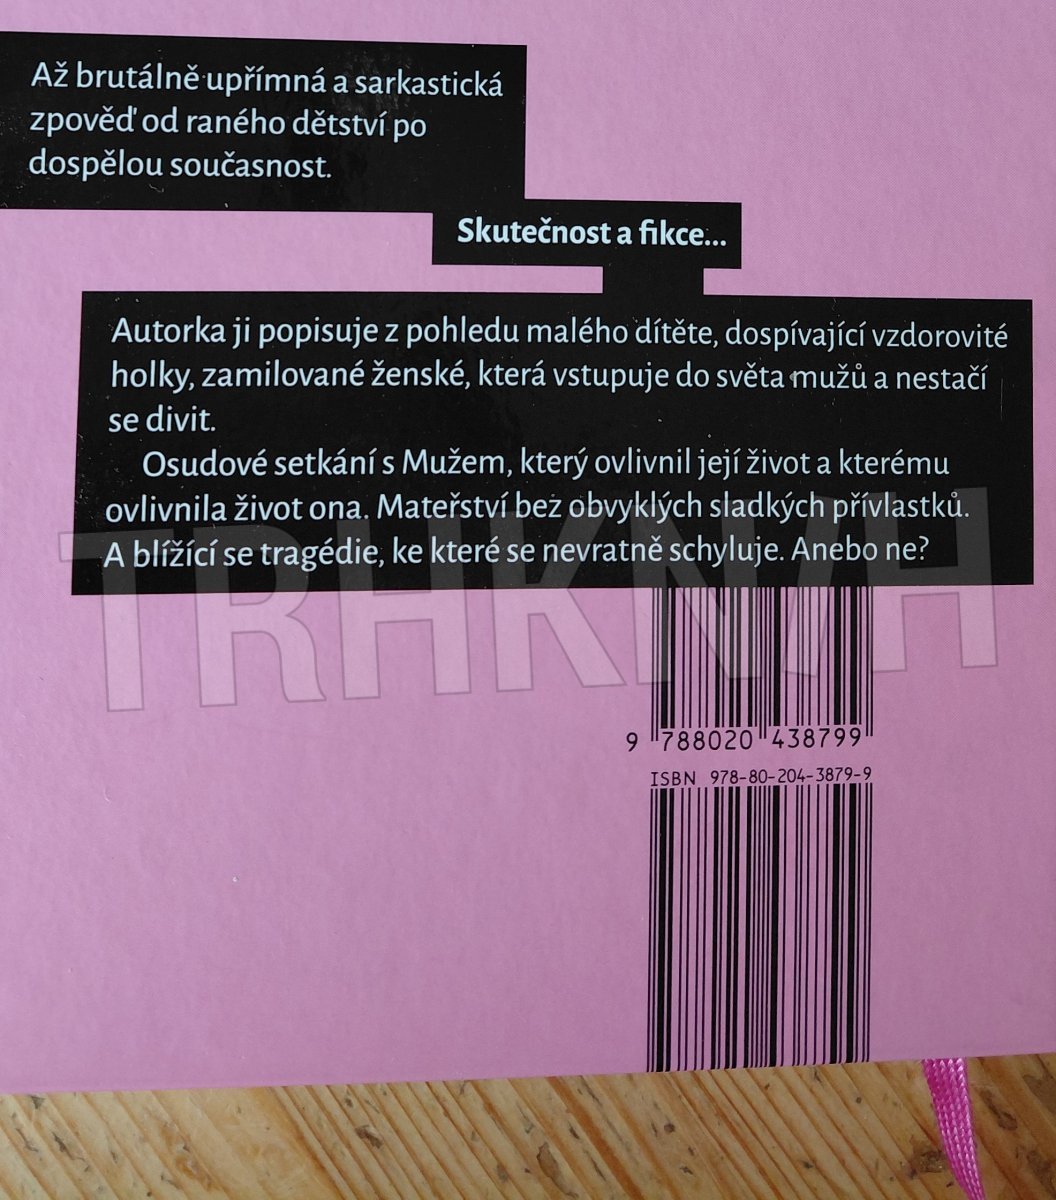 Až brutálně upřímná a sarkastická
zpověď od raného dětství po
dospělou současnost.
Skutečnost a fikce...
Autorka ji popisuje z pohledu malého dítěte, dospívající vzdorovité
holky, zamilované ženské, která vstupuje do světa mužů a nestačí
se divit.
Osudové setkání s Mužem, který ovlivnil její život a kterému
ovlivnila život ona. Mateřství bez obvyklých sladkých přívlastků.
A blížící se tragédie, ke které se nevratně schyluje. Anebo ne?
TRHKNIH
9 788020 438799
ISBN 978-80-204-3879-9